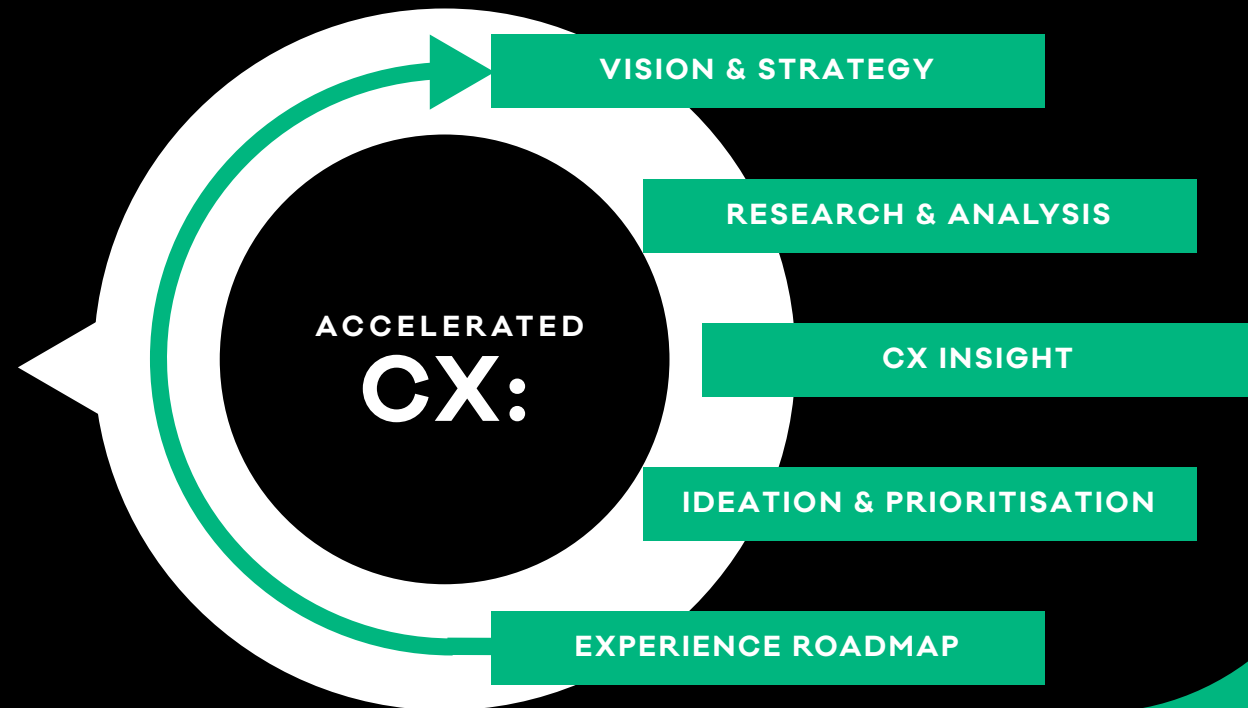 VISION & STRATEGY
RESEARCH & ANALYSIS
ACCELERATED
CX:
CX INSIGHT
IDEATION & PRIORITISATION
EXPERIENCE ROADMAP